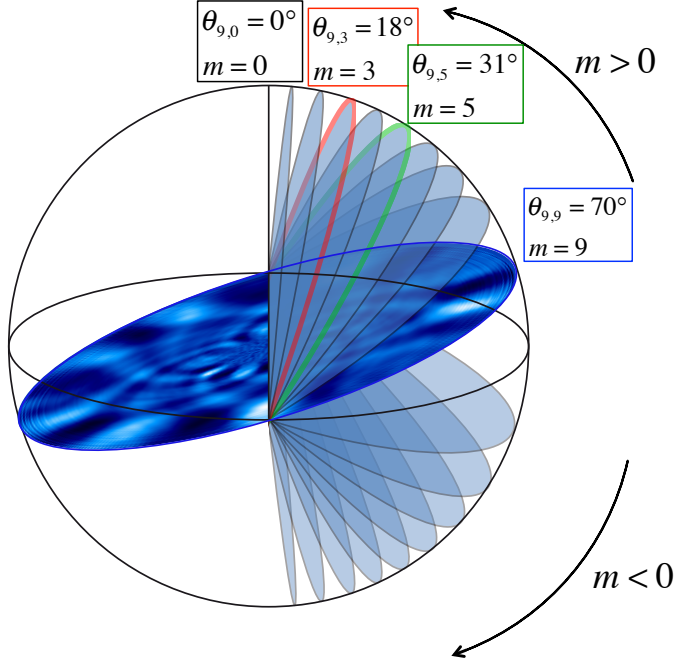 θ₉,₀ = 0°
m = 0
θ₉,₃ = 18°
m = 3
θ₉,₅ = 31°
m = 5
m > 0
θ₉,₉ = 70°
m = 9
m < 0